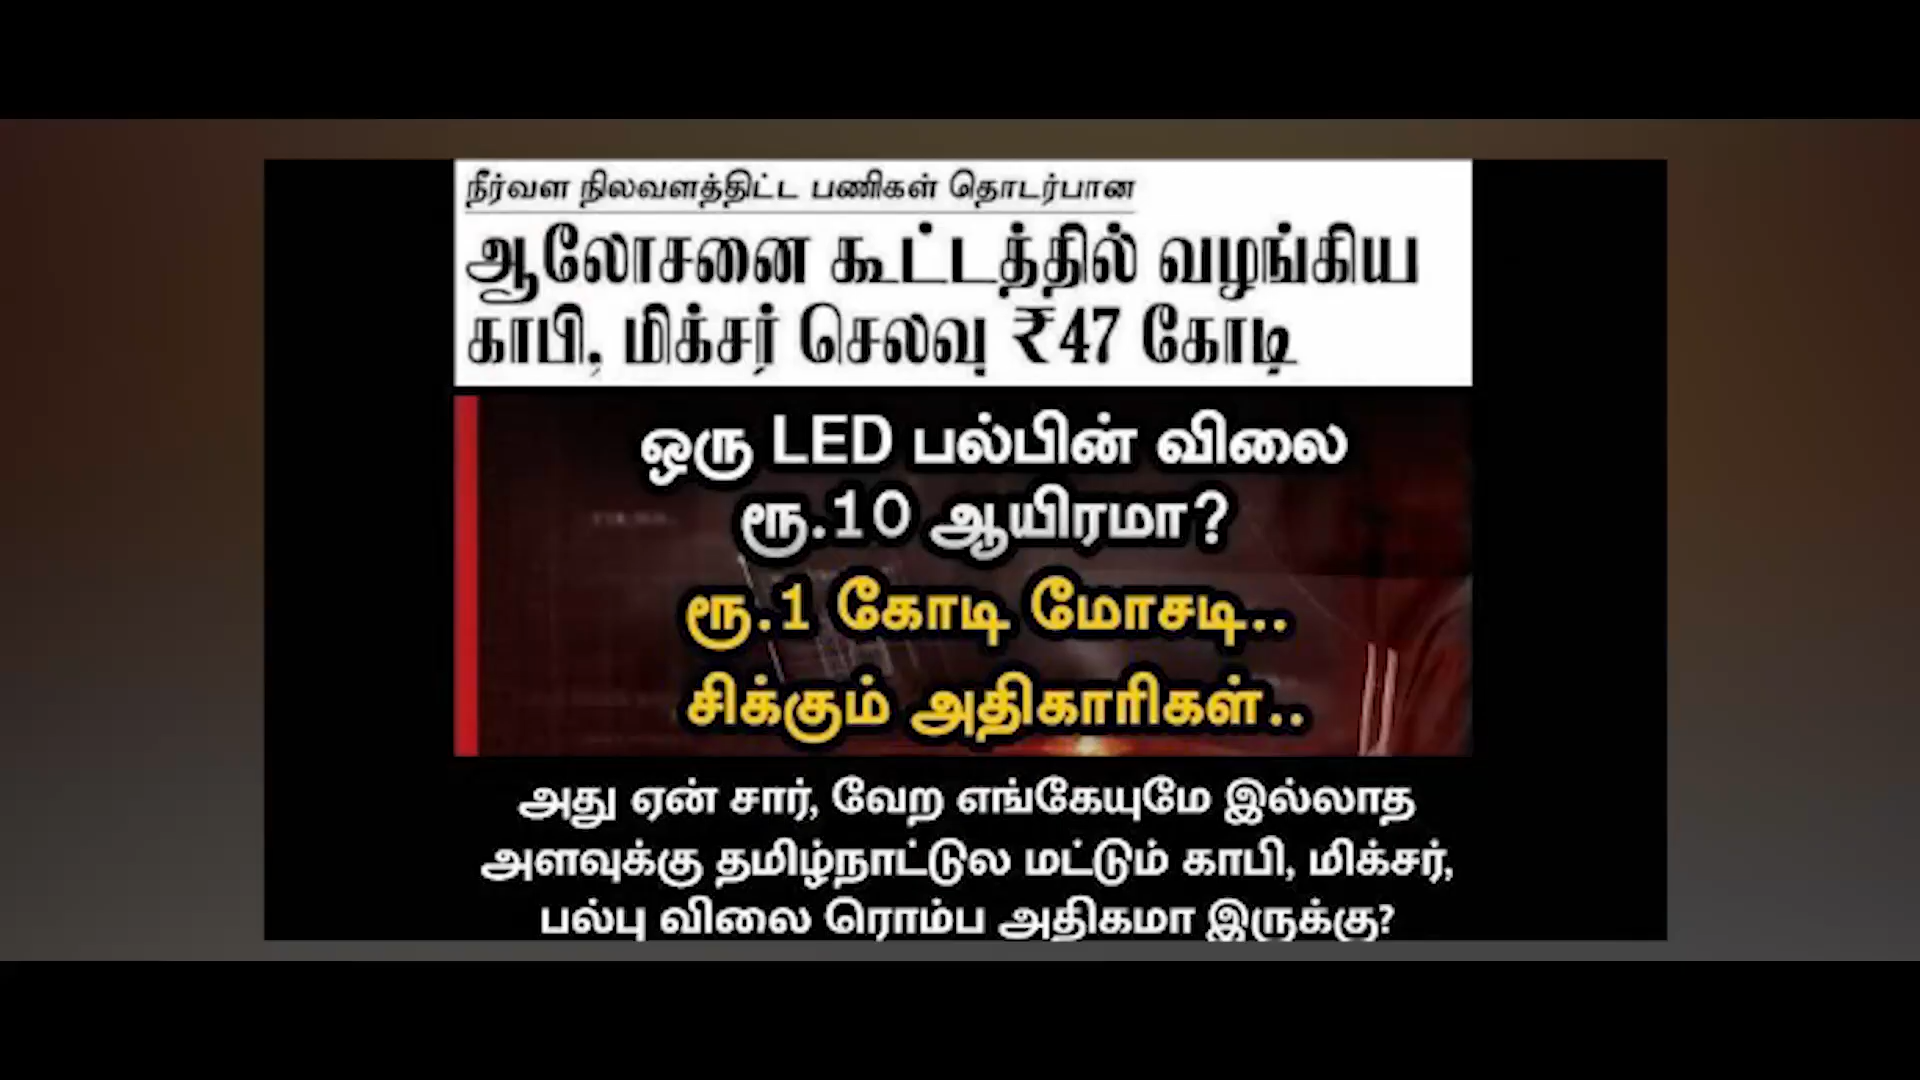 நீர்வள நிலவளத்திட்ட பணிகள் தொடர்பான
ஆலோசனை கூட்டத்தில் வழங்கிய
காபி, மிக்சர் செலவு ₹47 கோடி
ஒரு LED பல்பின் விலை
ரூ.10 ஆயிரமா?
ரூ.1 கோடி மோசடி..
சிக்கும் அதிகாரிகள்..
அது ஏன் சார், வேற எங்கேயுமே இல்லாத
அளவுக்கு தமிழ்நாட்டுல மட்டும் காபி, மிக்சர்,
பல்பு விலை ரொம்ப அதிகமா இருக்கு?